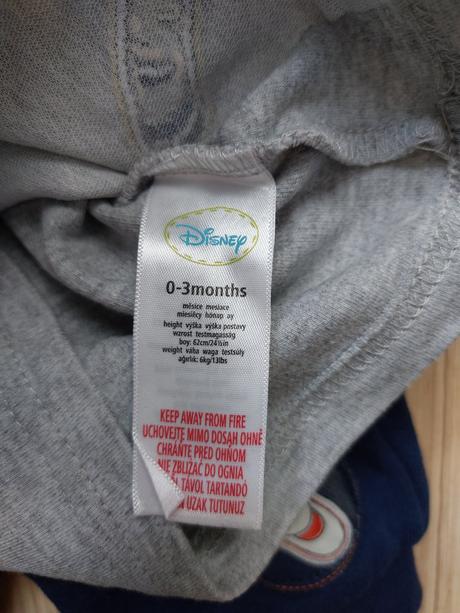 Disney
0-3months
měsíce mesiace
miesięcy hónap ay
height výška výška postavy
wzrost testmagasság
boy: 62cm/24½in
weight váha waga testsúly
ağirlik: 6kg/13lbs
KEEP AWAY FROM FIRE
UCHOVEJTE MIMO DOSAH OHNĚ
CHRÁŇTE PRED OHŇOM
NIE ZBLIŻAĆ DO OGNIA
TÁVOL TARTANDÓ
UZAK TUTUNUZ